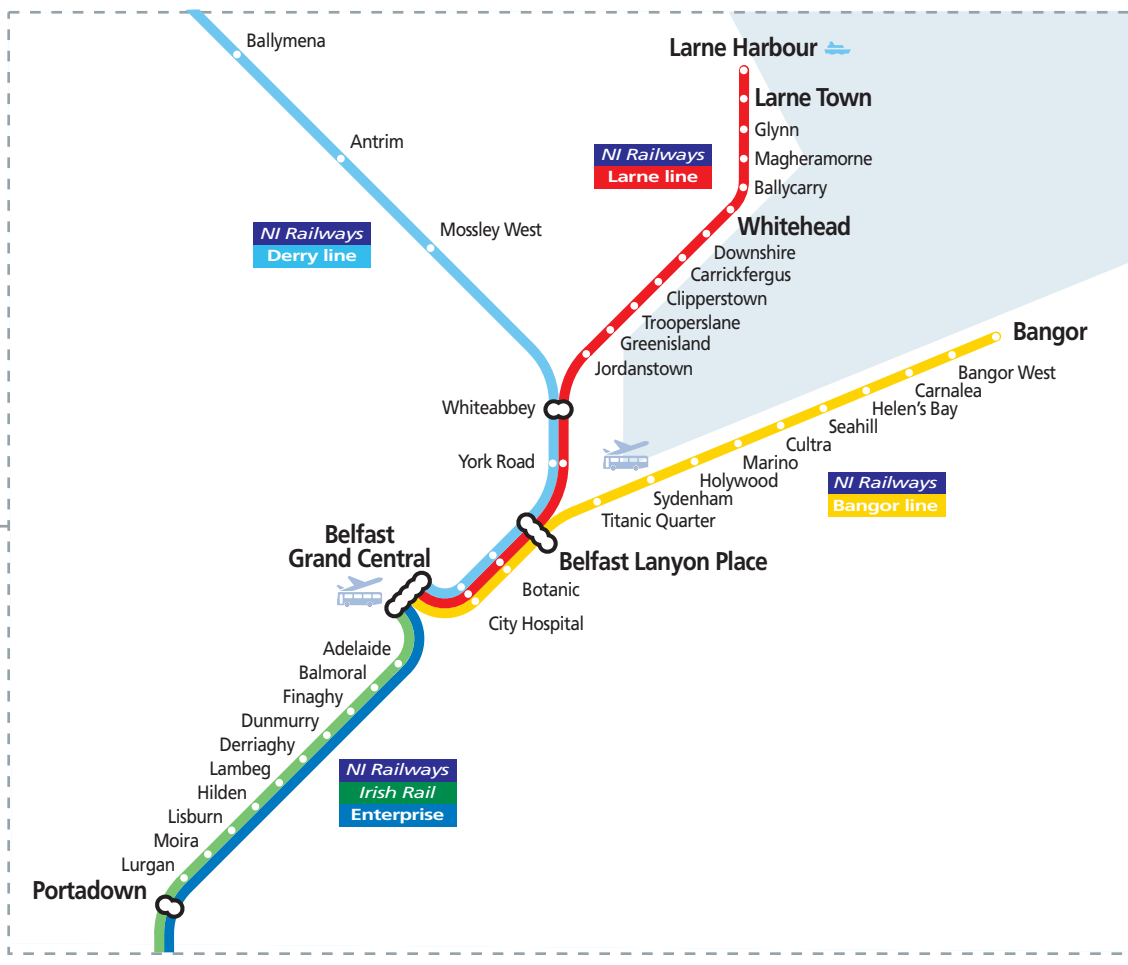 Ballymena
Larne Harbour
Larne Town
Antrim
Glynn
NI Railways
Larne line
Magheramorne
Ballycarry
Mossley West
Whitehead
NI Railways
Derry line
Downshire
Carrickfergus
Clipperstown
Trooperslane
Greenisland
Jordanstown
Bangor
Bangor West
Carnalea
Helen's Bay
Seahill
Cultra
Marino
Holywood
Sydenham
Titanic Quarter
NI Railways
Bangor line
Whiteabbey
York Road
Belfast
Grand Central
Belfast Lanyon Place
Botanic
City Hospital
Adelaide
Balmoral
Finaghy
Dunmurry
Derriaghy
Lambeg
Hilden
Lisburn
Moira
Lurgan
Portadown
NI Railways
Irish Rail
Enterprise